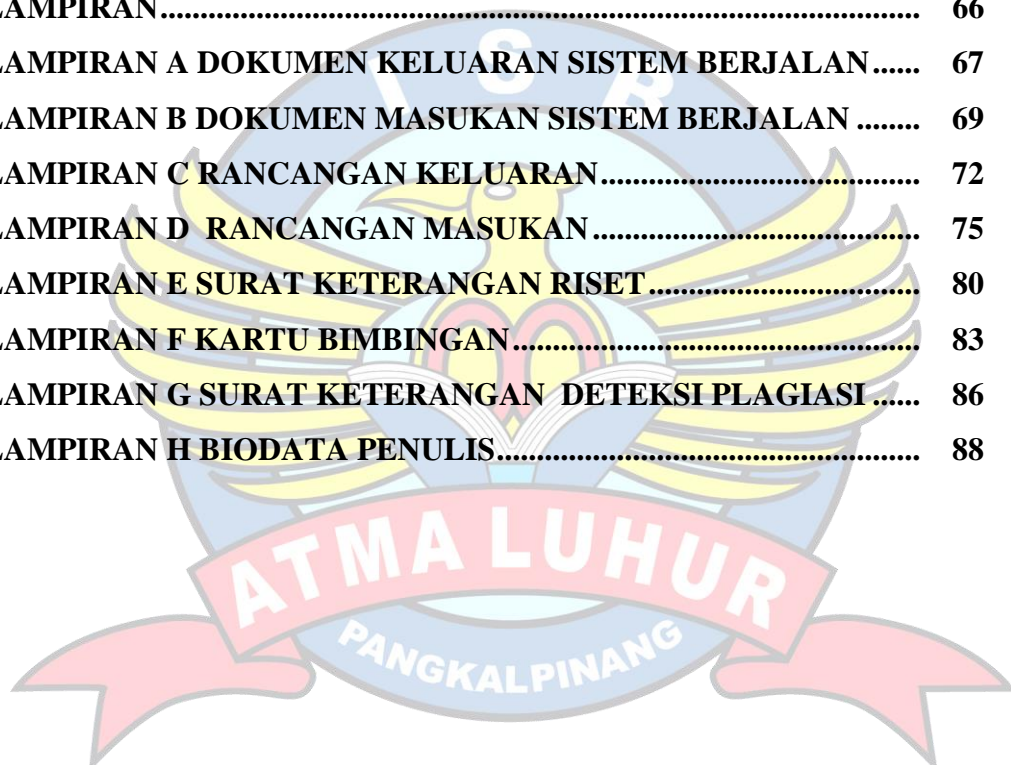 LAMPIRAN............................................................................................... 66
LAMPIRAN A DOKUMEN KELUARAN SISTEM BERJALAN...... 67
LAMPIRAN B DOKUMEN MASUKAN SISTEM BERJALAN ........ 69
LAMPIRAN C RANCANGAN KELUARAN........................................ 72
LAMPIRAN D  RANCANGAN MASUKAN......................................... 75
LAMPIRAN E SURAT KETERANGAN RISET.................................. 80
LAMPIRAN F KARTU BIMBINGAN................................................... 83
LAMPIRAN G SURAT KETERANGAN  DETEKSI PLAGIASI ...... 86
LAMPIRAN H BIODATA PENULIS..................................................... 88
I S B
ATMA LUHUR
PANGKALPINANG